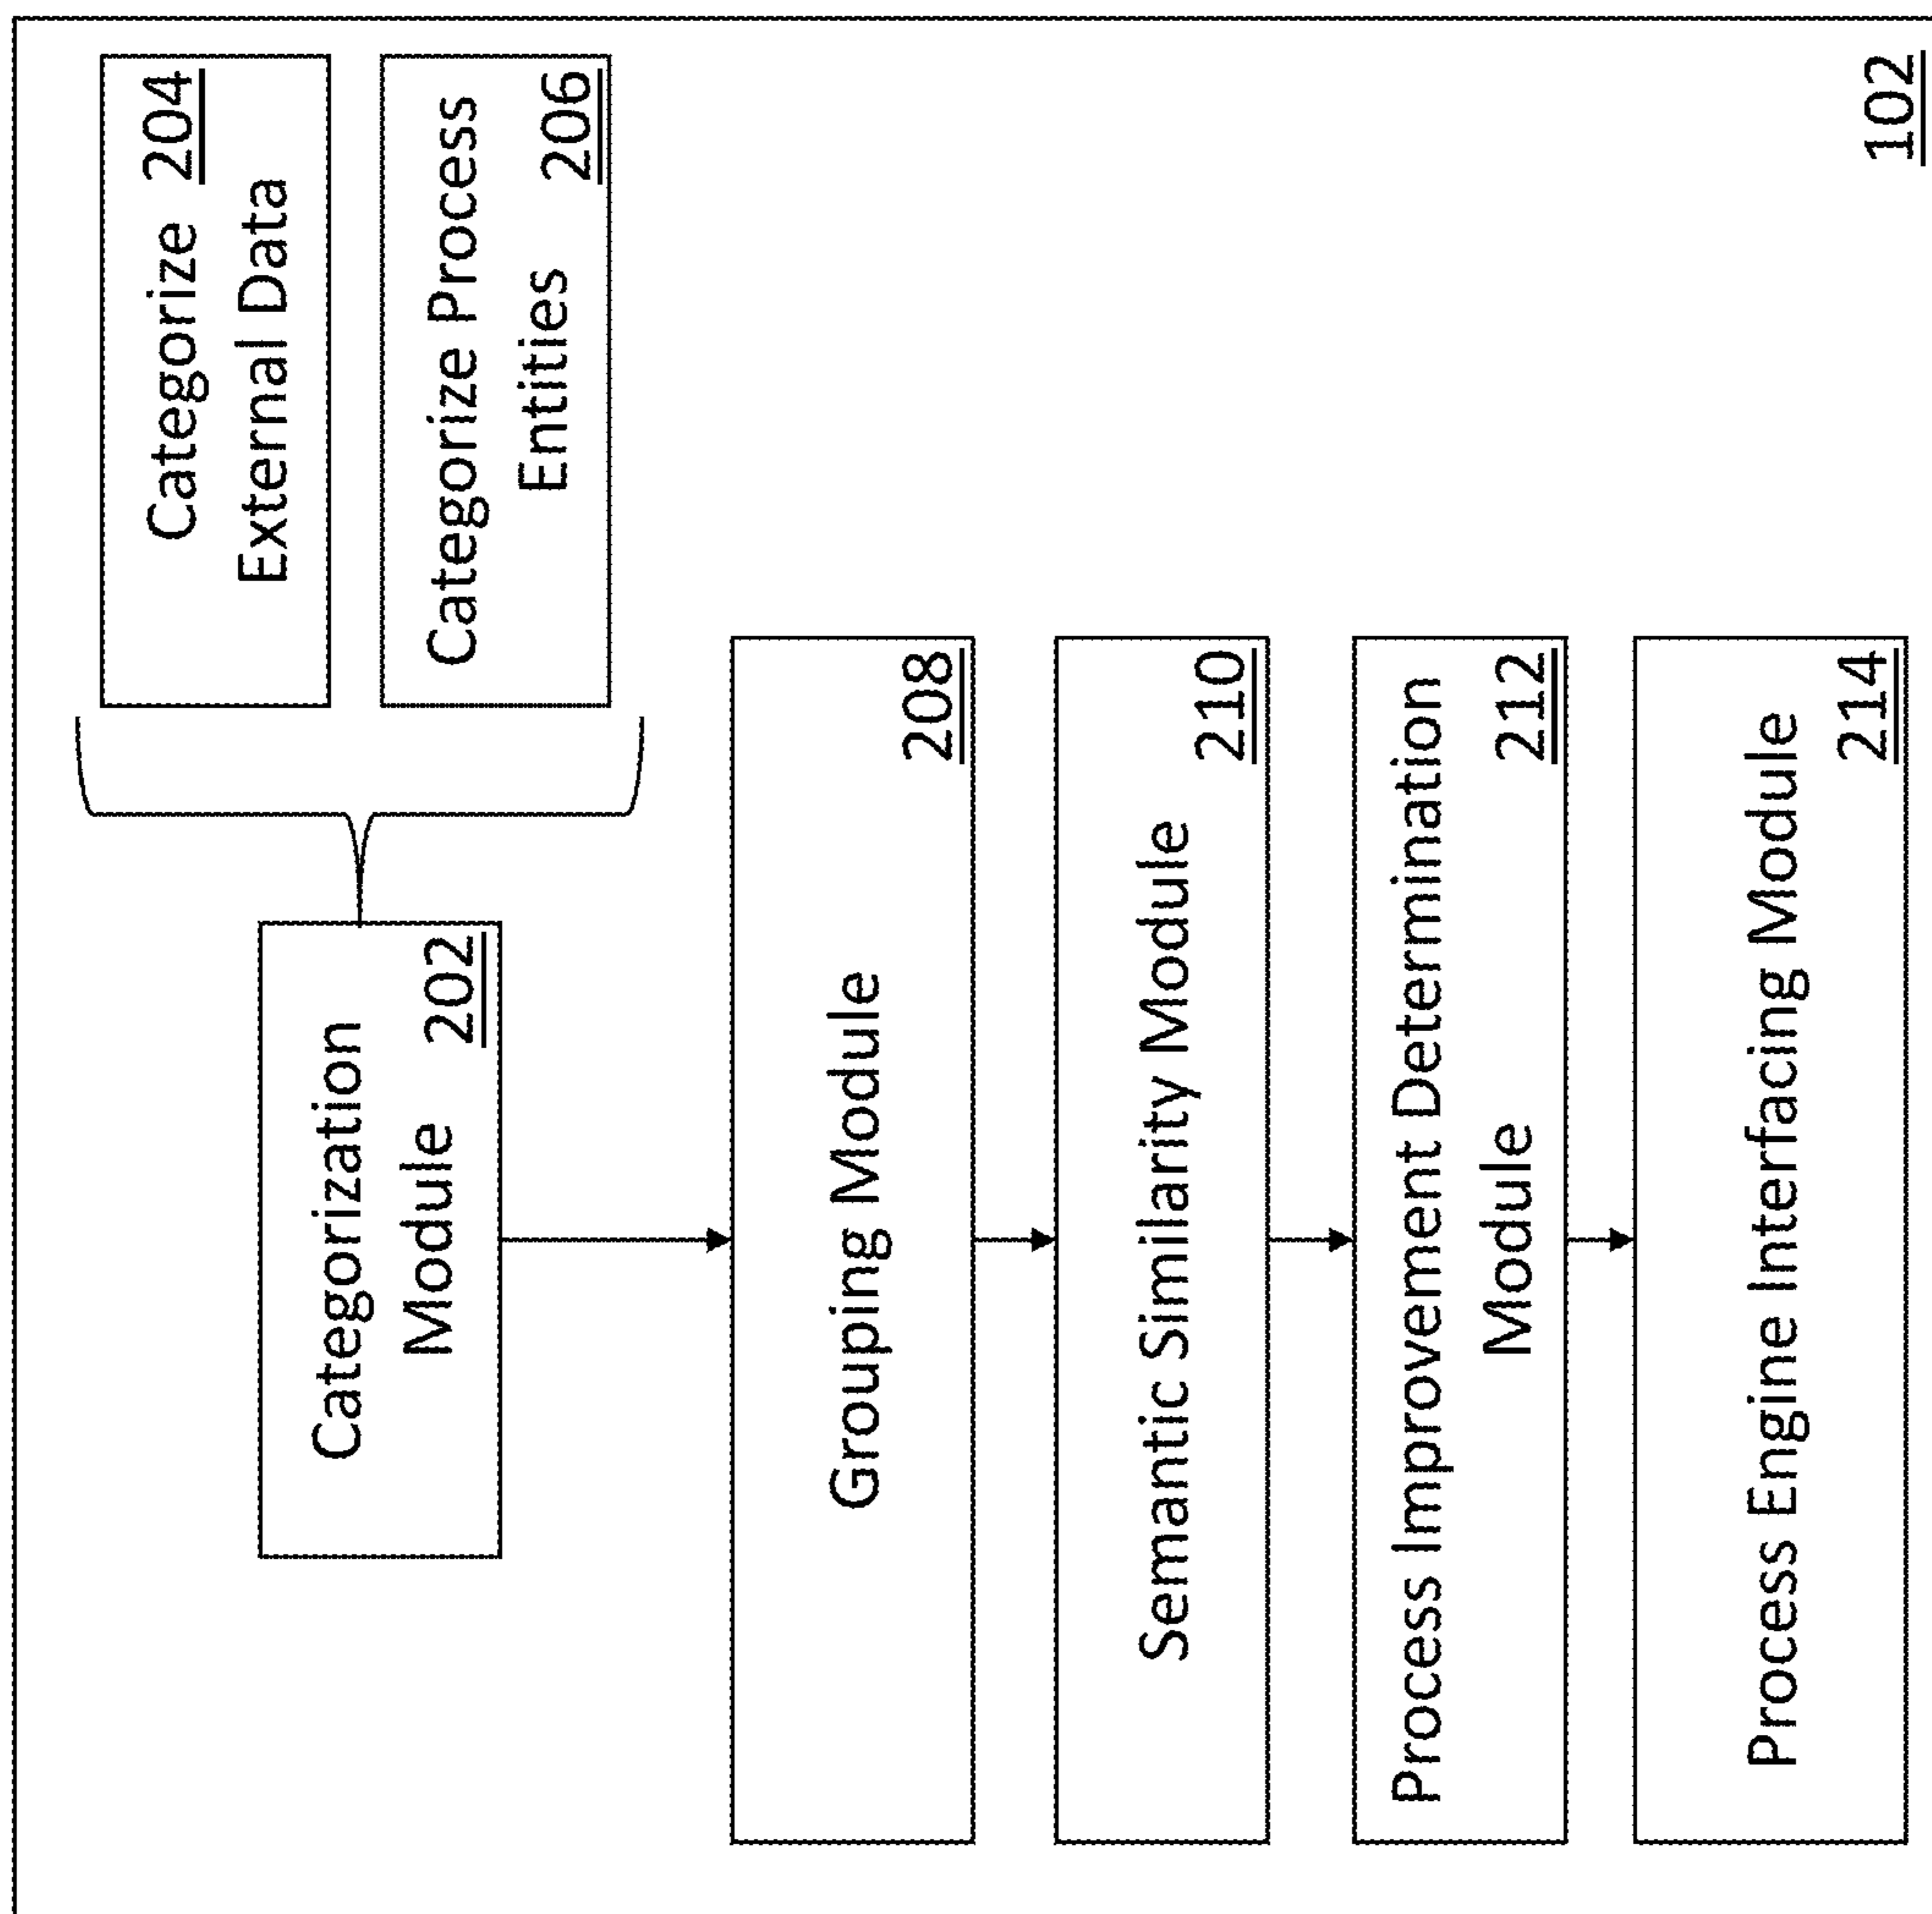 Categorize 204
External Data
Categorization
Module 202
Categorize Process
Entities 206
Grouping Module
208
Semantic Similarity Module
210
Process Improvement Determination
Module 212
Process Engine Interfacing Module
214
102